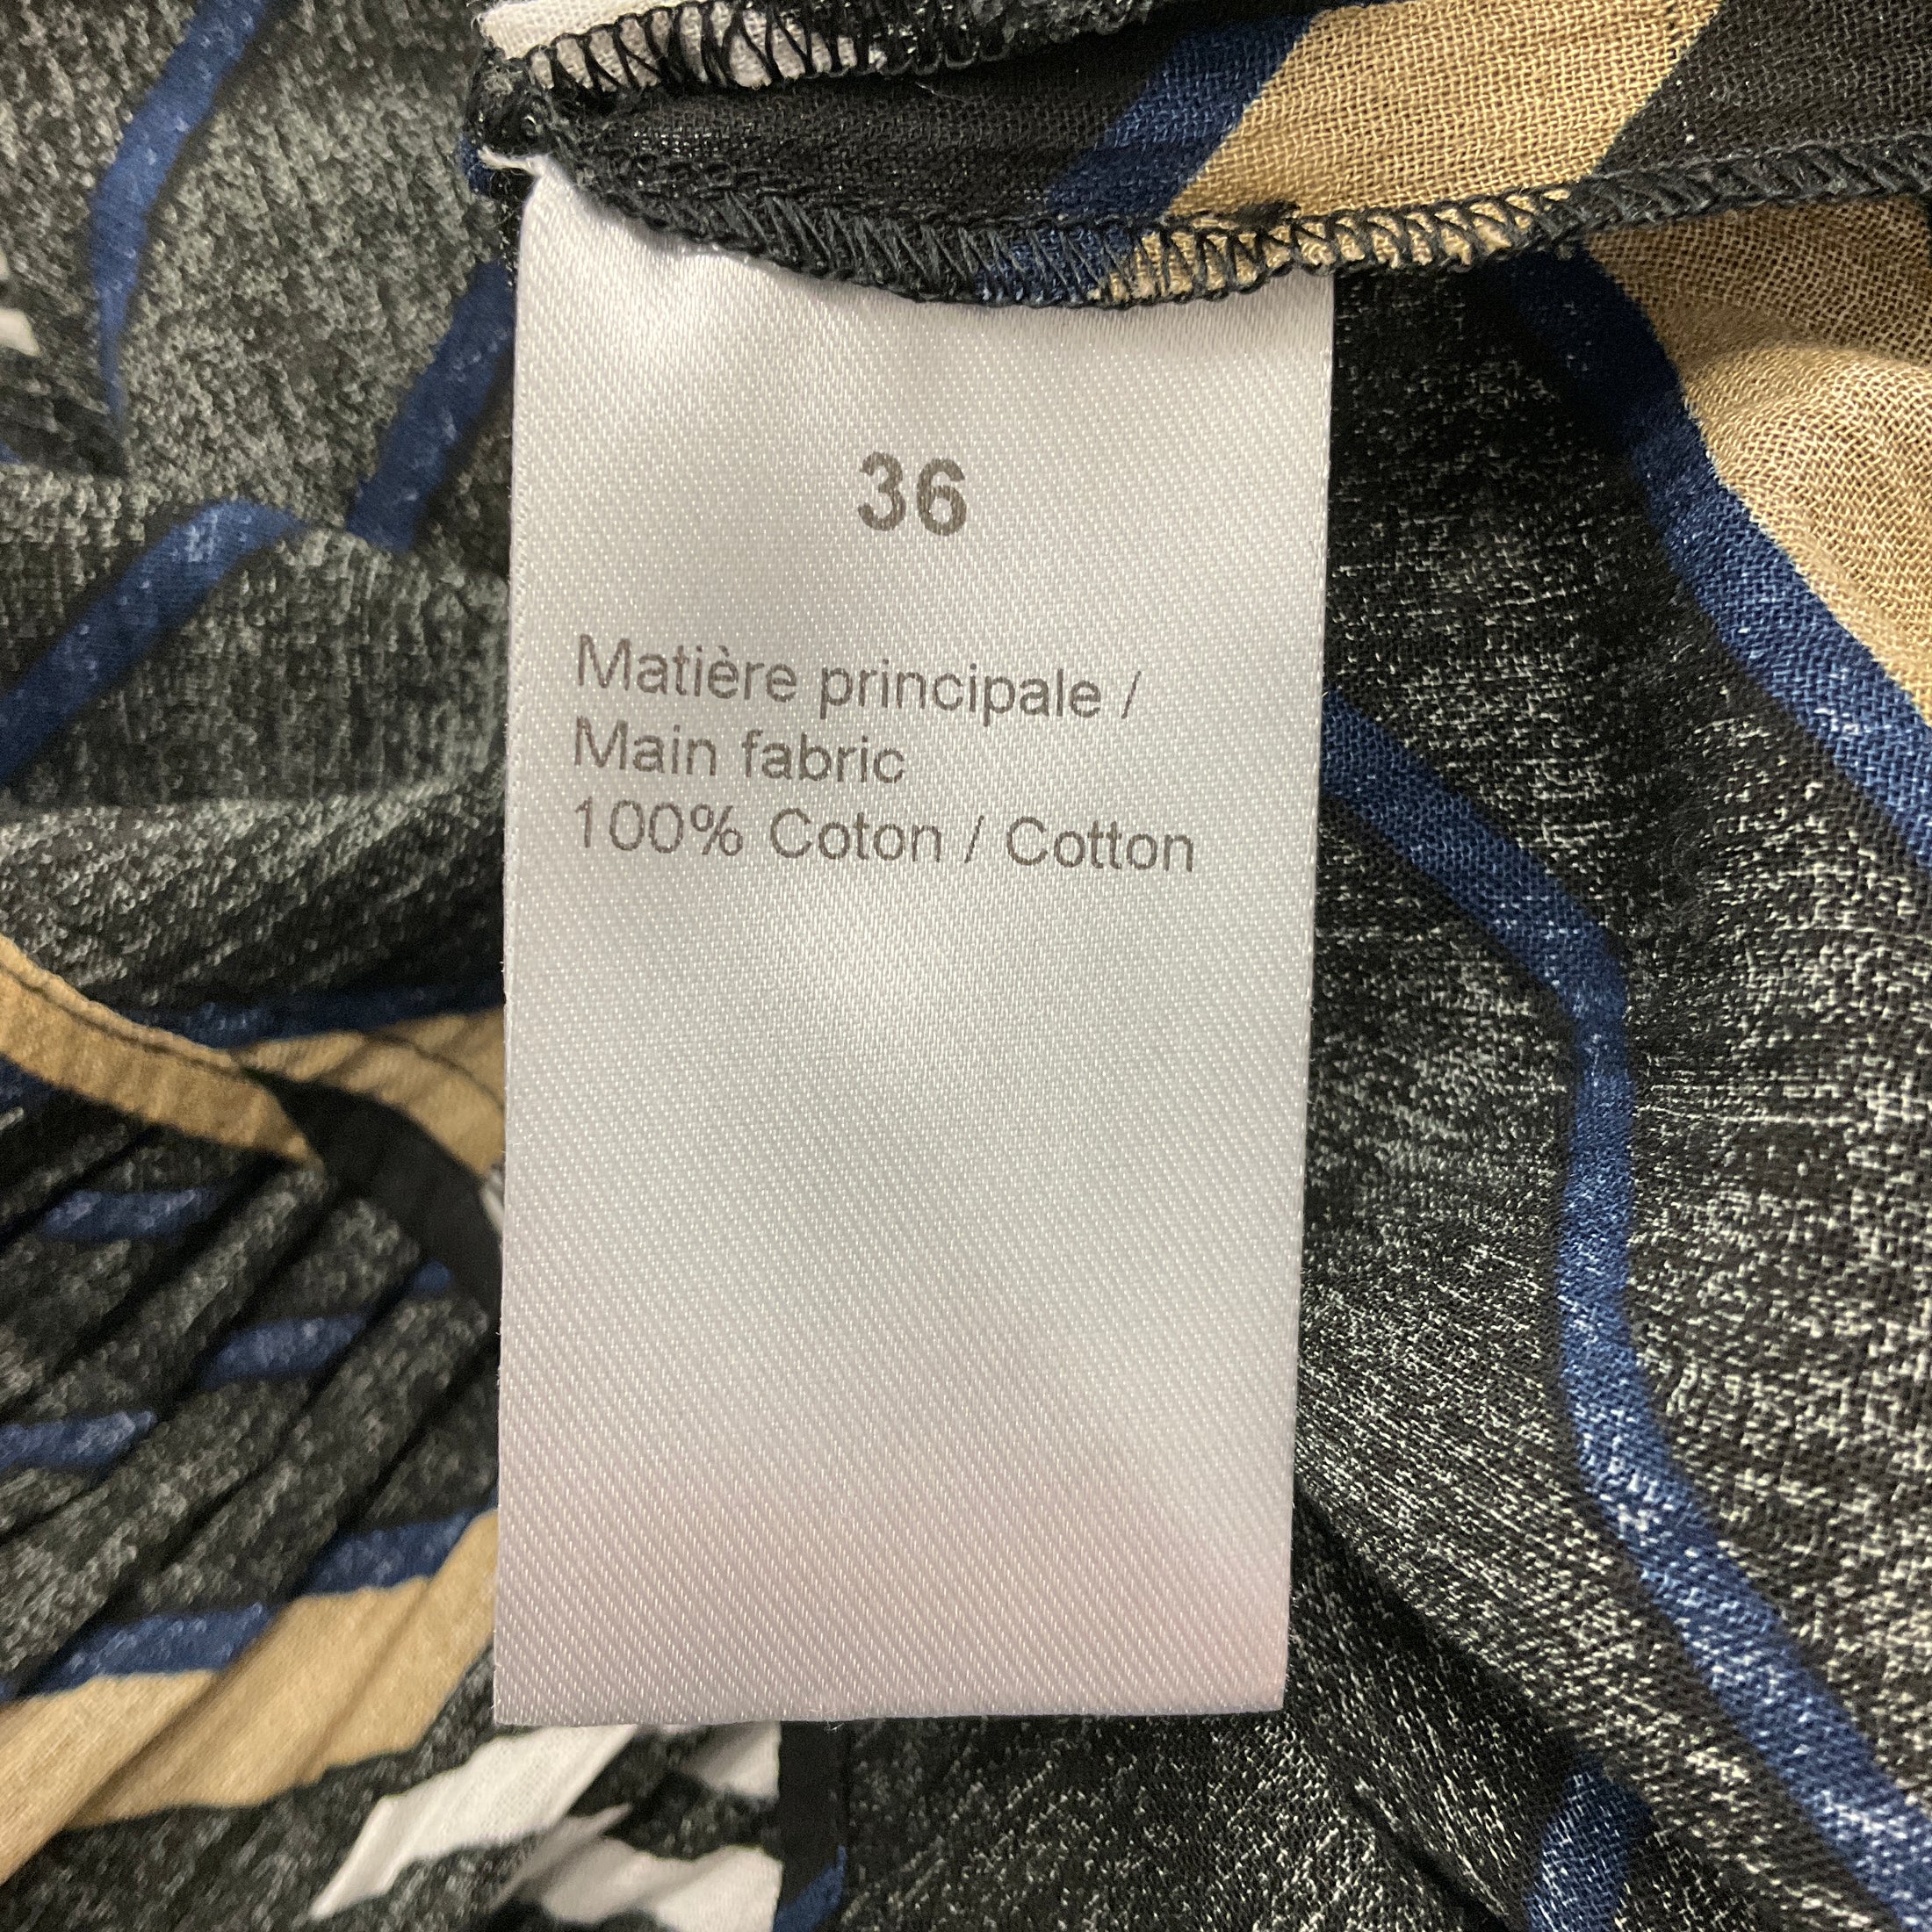 36
Matière principale /
Main fabric
100% Coton / Cotton